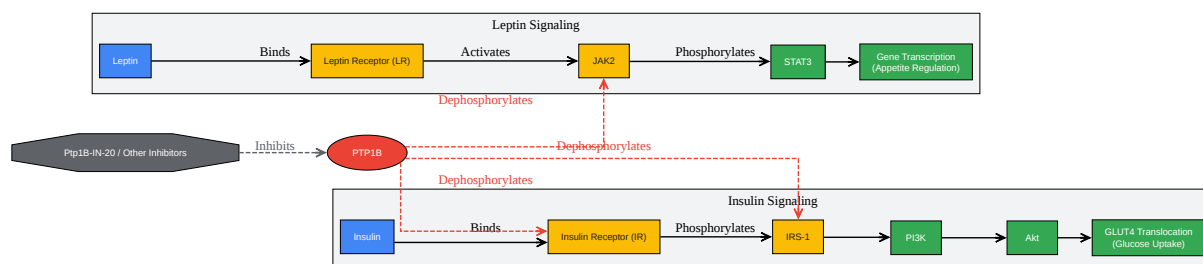 Leptin Signaling
Leptin
Binds
Leptin Receptor (LR)
Activates
JAK2
Phosphorylates
STAT3
Gene Transcription
(Appetite Regulation)
Dephosphorylates
Ptp1B-IN-20 / Other Inhibitors
Inhibits
PTP1B
Dephosphorylates
Dephosphorylates
Insulin Signaling
Insulin
Binds
Insulin Receptor (IR)
Phosphorylates
IRS-1
PI3K
Akt
GLUT4 Translocation
(Glucose Uptake)